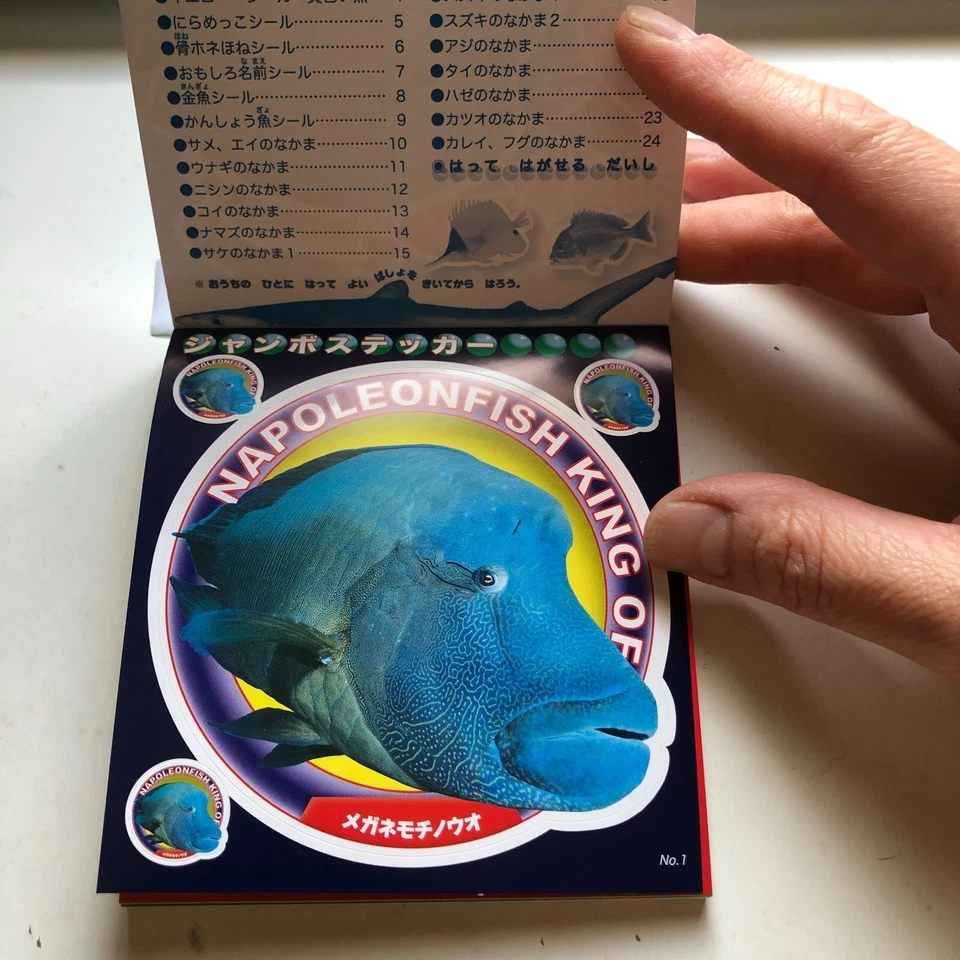 にらめっこシール 5
骨ホネほねシール 6
おもしろ名前シール 7
金魚シール 8
かんしょう魚シール 9
サメ、エイのなかま 10
ウナギのなかま 11
ニシンのなかま 12
コイのなかま 13
ナマズのなかま 14
サケのなかま1 15
スズキのなかま2
アジのなかま
タイのなかま
ハゼのなかま
カツオのなかま 23
カレイ、フグのなかま 24
はって はがせる だいし
※ おうちの ひとに はって よい ばしょを きいてから はろう。
ジャンボステッカー
NAPOLEONFISH KING OF
NAPOLEONFISH KING OF
NAPOLEONFISH KING OF
メガネモチノウオ
NAPOLEONFISH KING OF
No.1